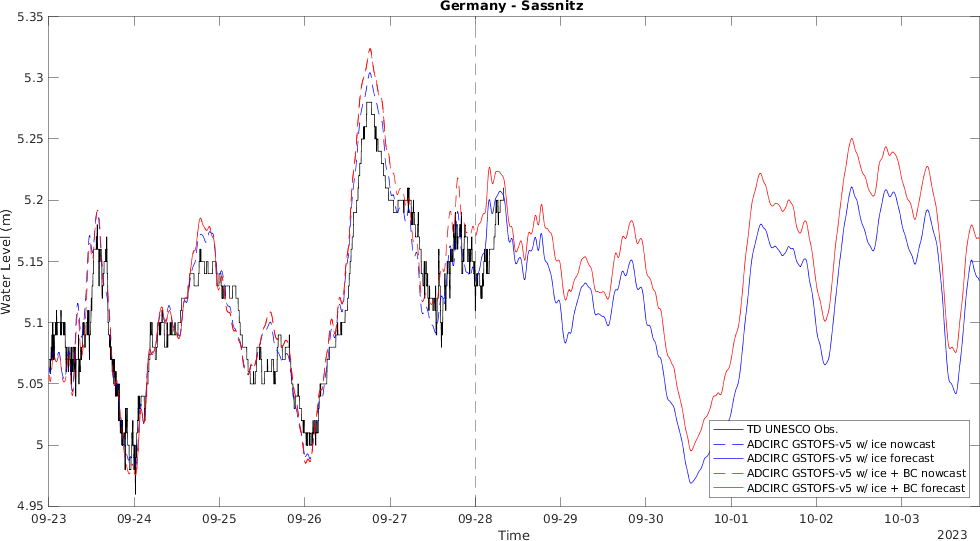 Germany - Sassnitz
5.35
5.3
5.25
5.2
5.15
5.1
5.05
5
4.95
Water Level (m)
TD UNESCO Obs.
ADCIRC GSTOFS-v5 w/ ice nowcast
ADCIRC GSTOFS-v5 w/ ice forecast
ADCIRC GSTOFS-v5 w/ ice + BC nowcast
ADCIRC GSTOFS-v5 w/ ice + BC forecast
09-23 09-24 09-25 09-26 09-27 09-28 09-29 09-30 10-01 10-02 10-03
Time
2023